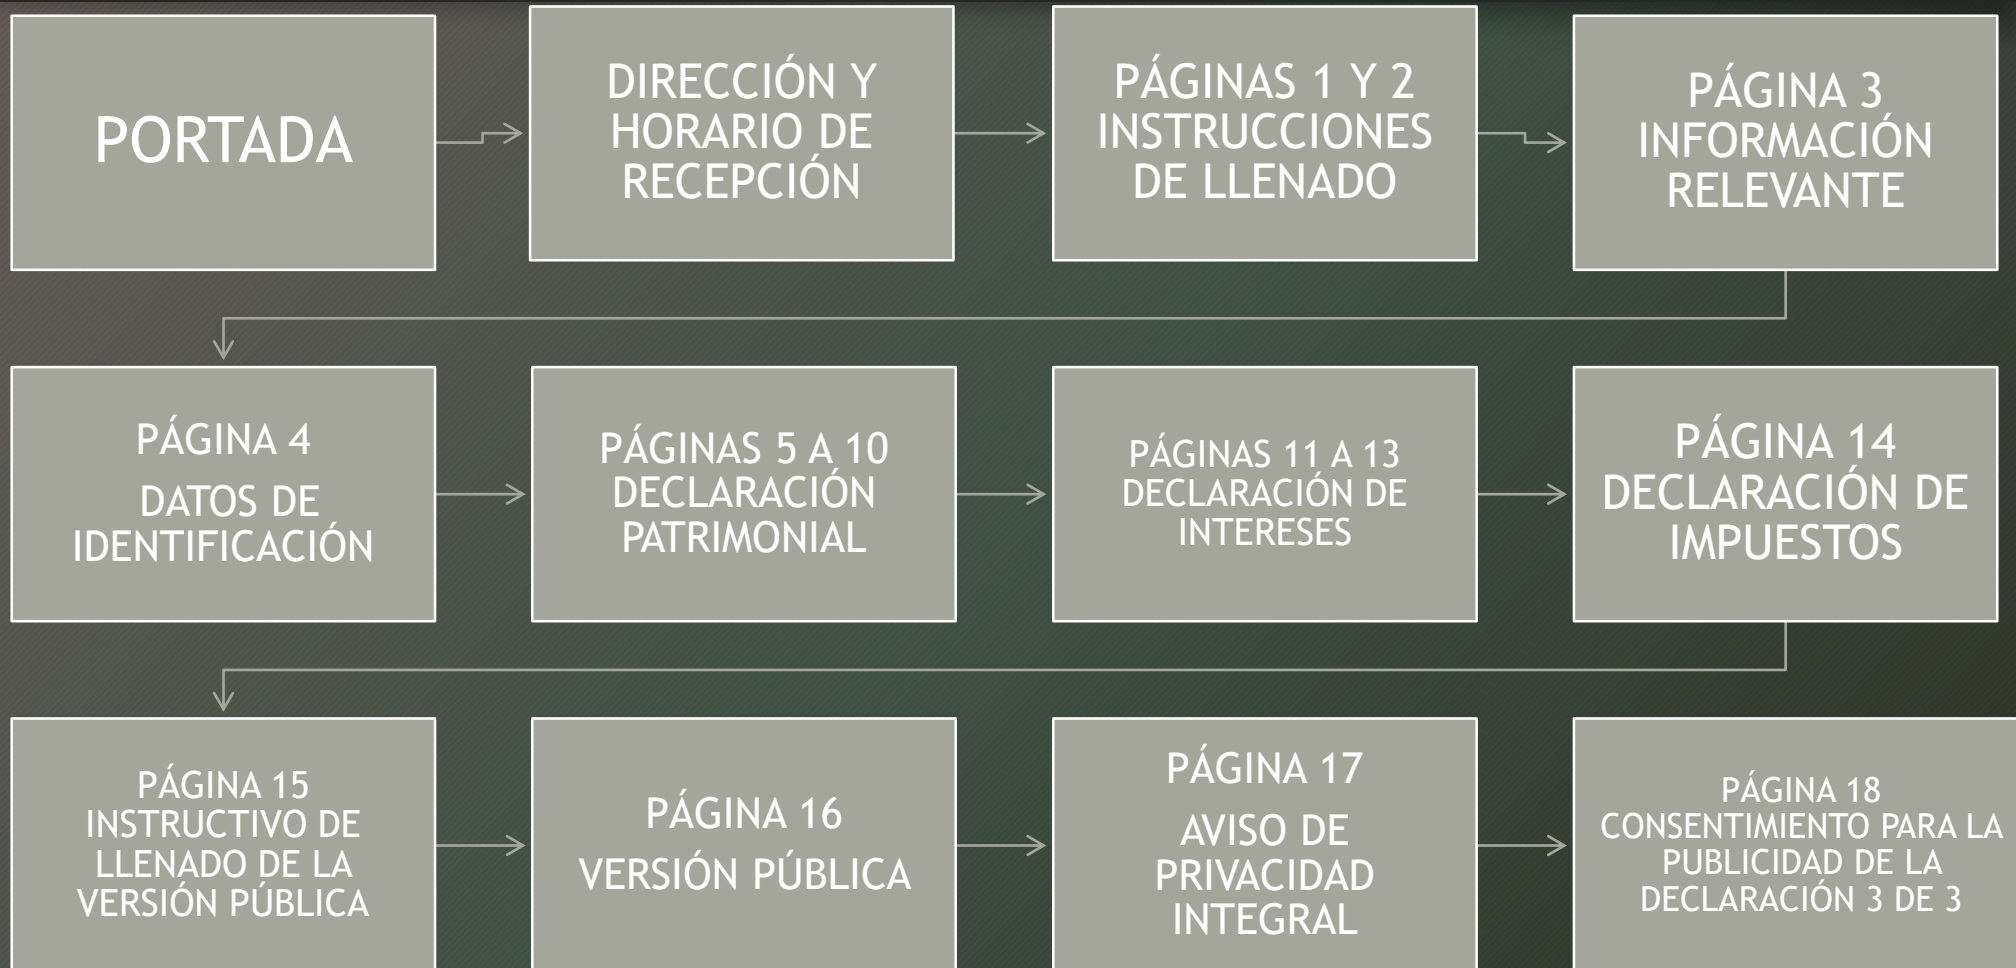 PORTADA
DIRECCIÓN Y
HORARIO DE
RECEPCIÓN
PÁGINAS 1 Y 2
INSTRUCCIONES
DE LLENADO
PÁGINA 3
INFORMACIÓN
RELEVANTE
PÁGINA 4
DATOS DE
IDENTIFICACIÓN
PÁGINAS 5 A 10
DECLARACIÓN
PATRIMONIAL
PÁGINAS 11 A 13
DECLARACIÓN DE
INTERESES
PÁGINA 14
DECLARACIÓN DE
IMPUESTOS
PÁGINA 15
INSTRUCTIVO DE
LLENADO DE LA
VERSIÓN PÚBLICA
PÁGINA 16
VERSIÓN PÚBLICA
PÁGINA 17
AVISO DE
PRIVACIDAD
INTEGRAL
PÁGINA 18
CONSENTIMIENTO PARA LA
PUBLICIDAD DE LA
DECLARACIÓN 3 DE 3